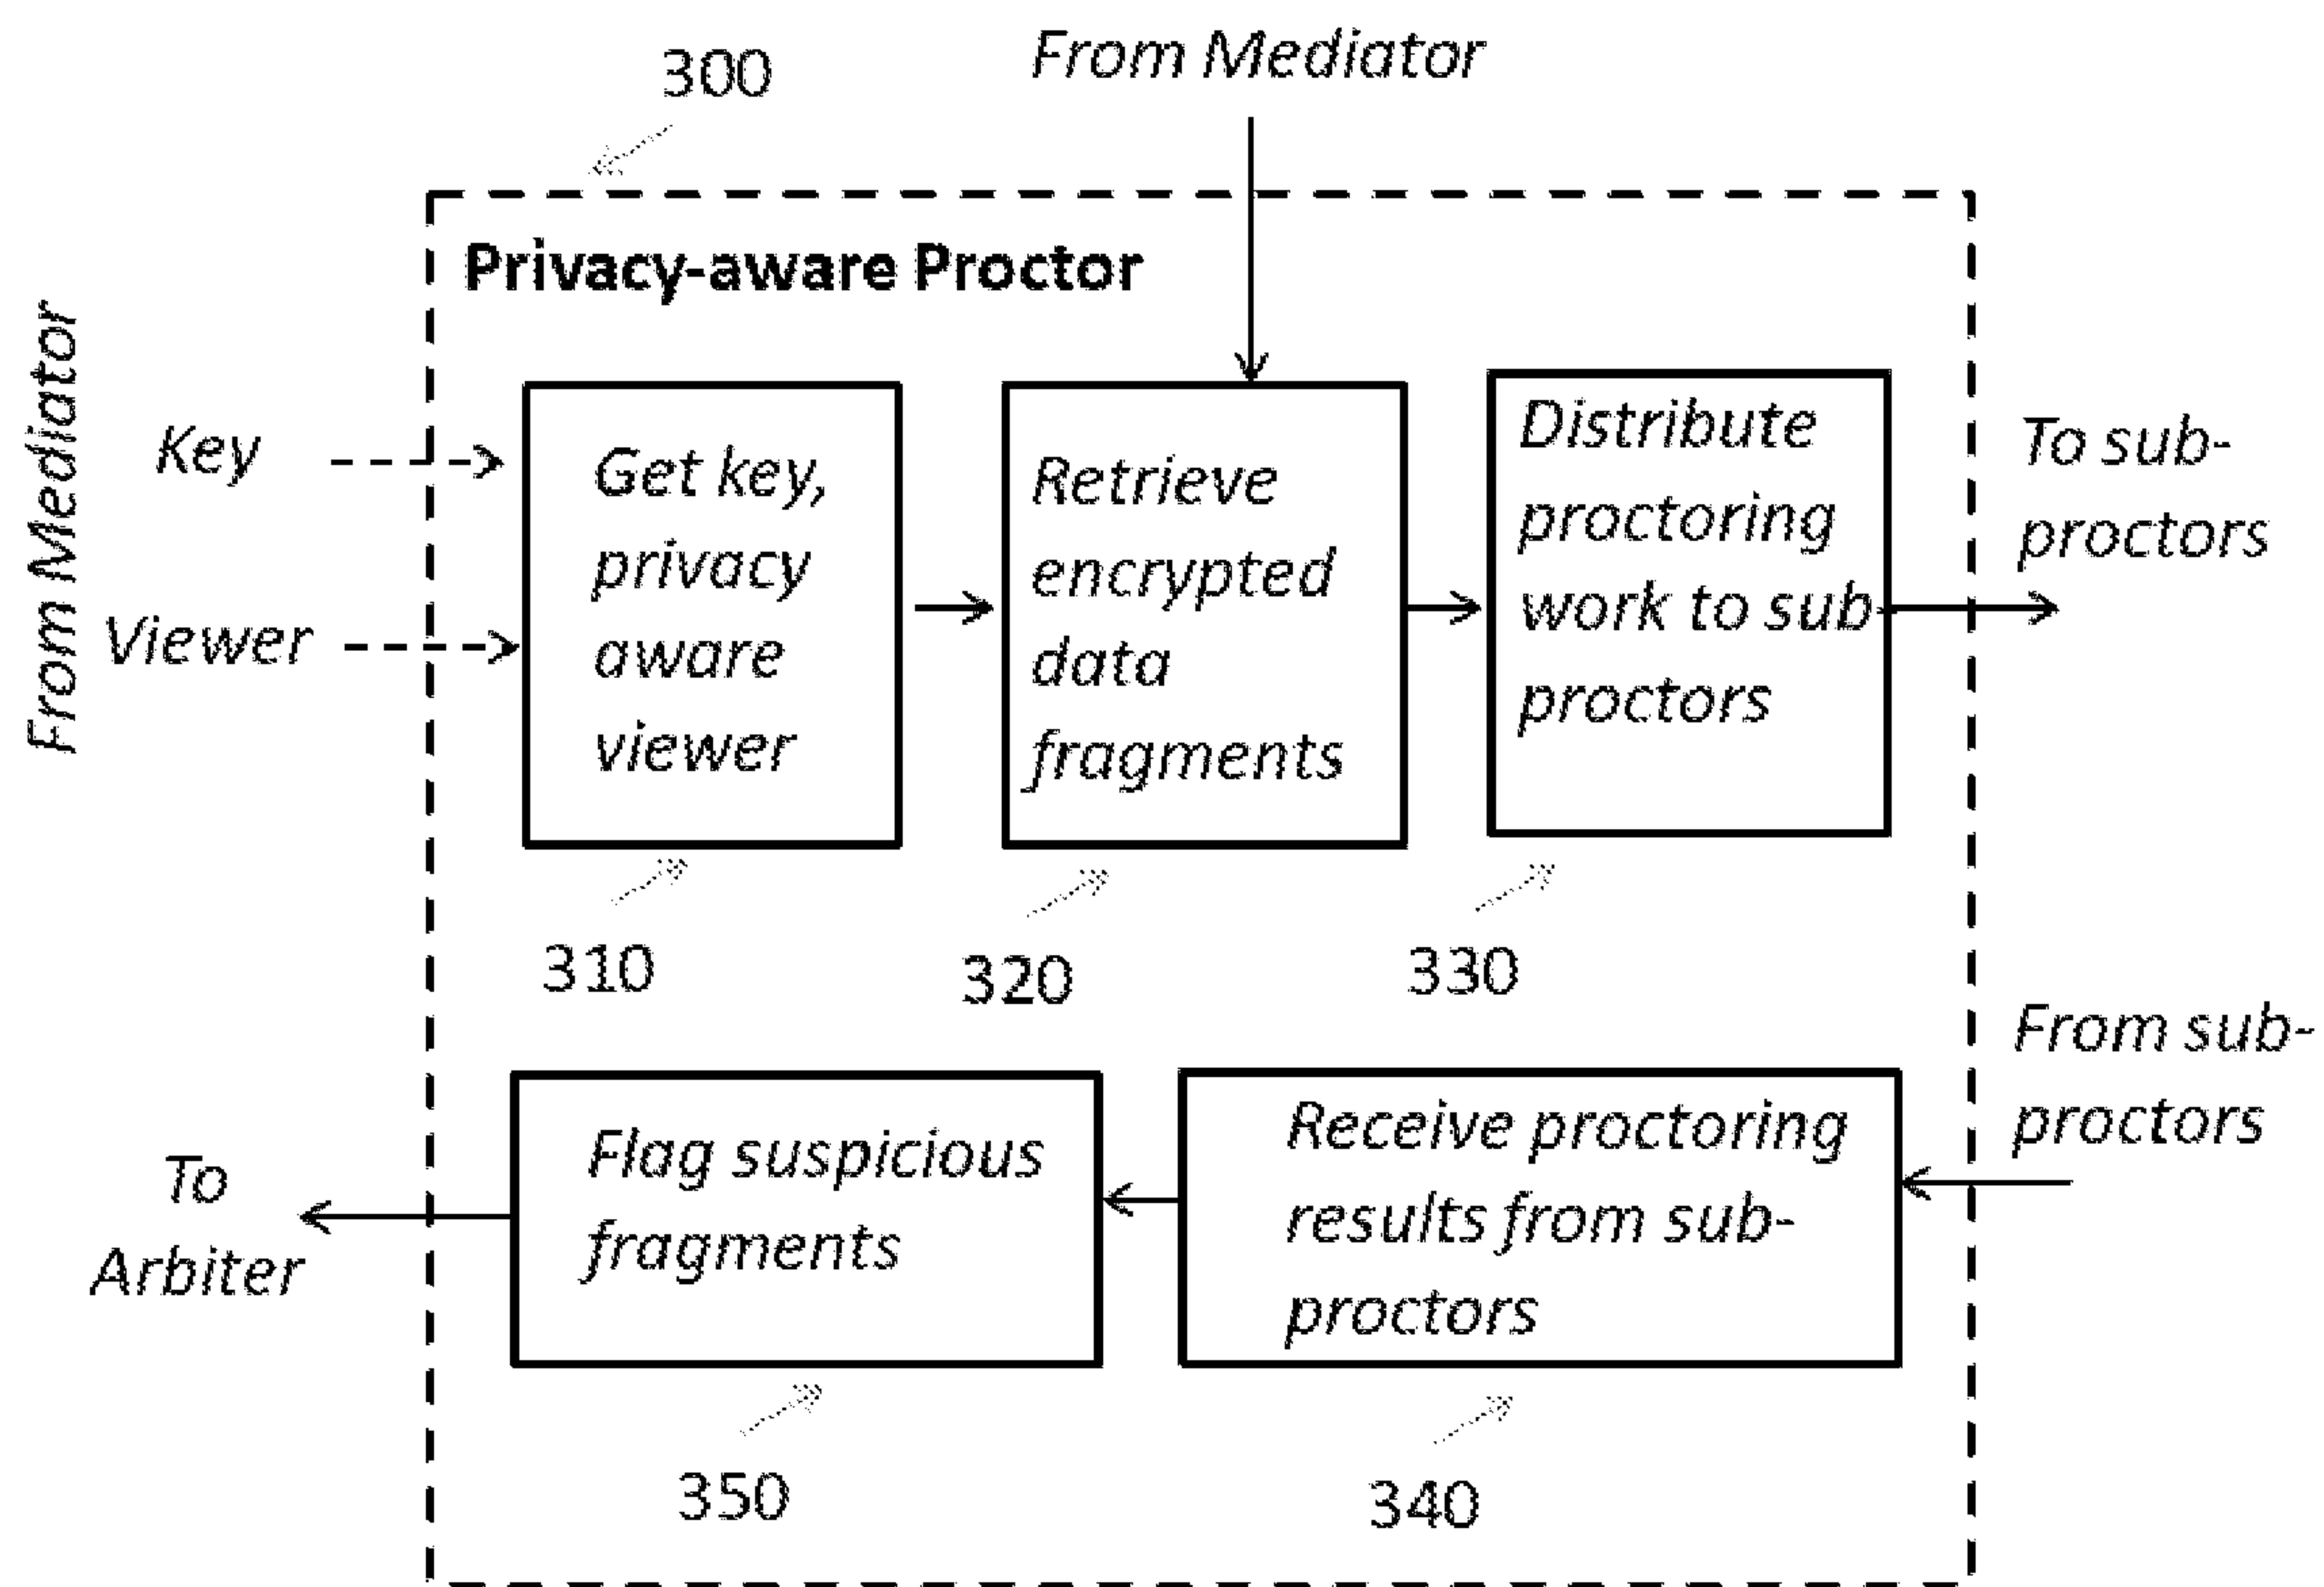 300
From Mediator
Privacy-aware Proctor
From Mediator
Key
Viewer
Get key,
privacy
aware
viewer
Retrieve
encrypted
data
fragments
Distribute
proctoring
work to sub-
proctors
To sub-
proctors
310
320
330
From sub-
proctors
To
Arbiter
Flag suspicious
fragments
Receive proctoring
results from sub-
proctors
350
340